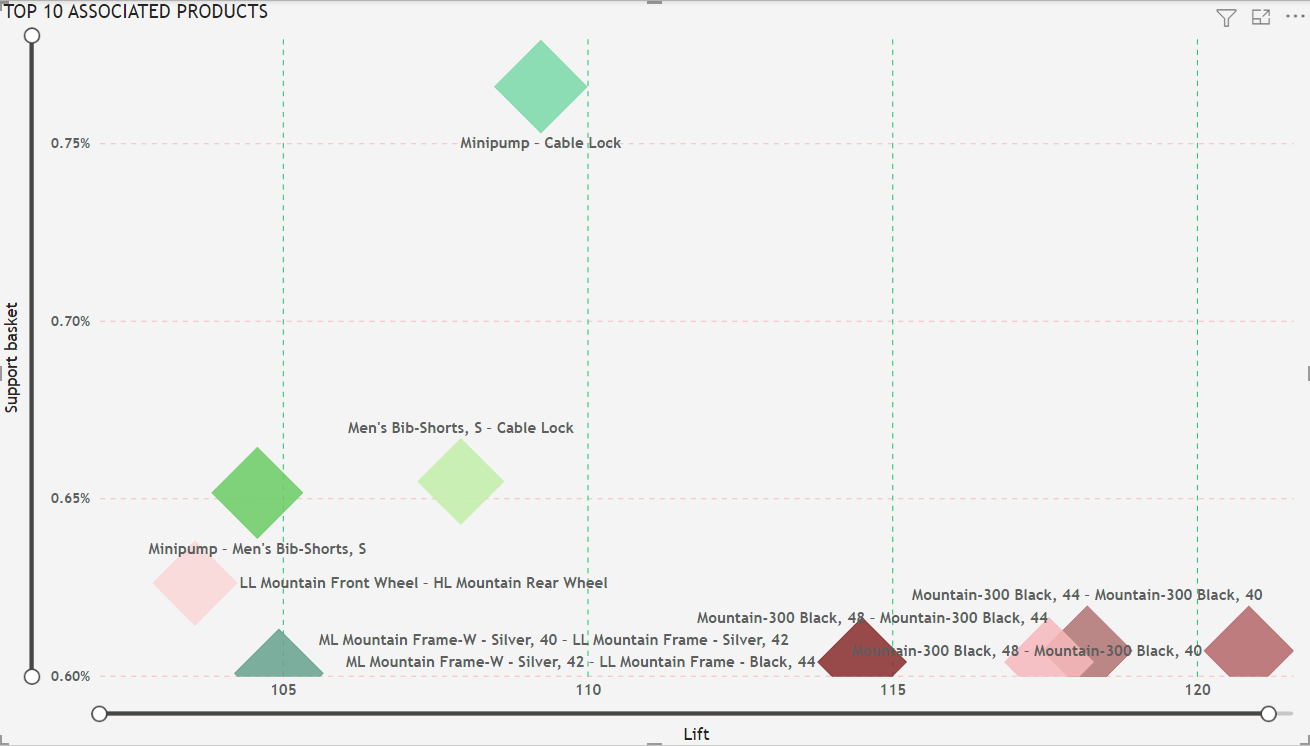 TOP 10 ASSOCIATED PRODUCTS
Minipump – Cable Lock
0.75%
0.70%
Support basket
Men's Bib-Shorts, S – Cable Lock
0.65%
Minipump – Men's Bib-Shorts, S
LL Mountain Front Wheel – HL Mountain Rear Wheel
Mountain-300 Black, 44 – Mountain-300 Black, 40
Mountain-300 Black, 48 – Mountain-300 Black, 44
ML Mountain Frame-W - Silver, 40 – LL Mountain Frame - Silver, 42
Mountain-300 Black, 48 – Mountain-300 Black, 40
ML Mountain Frame-W - Silver, 42 – LL Mountain Frame - Black, 44
0.60%
105 110 115 120
Lift